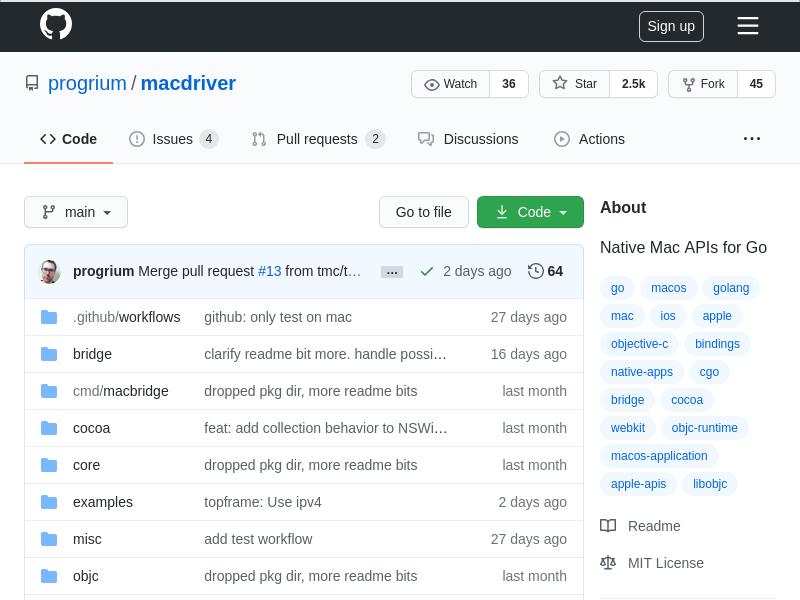 Sign up
progrium / macdriver
Watch 36
Star 2.5k
Fork 45
Code
Issues 4
Pull requests 2
Discussions
Actions
main
Go to file
Code
progrium Merge pull request #13 from tmc/t… … 2 days ago 64
.github/workflows github: only test on mac 27 days ago
bridge clarify readme bit more. handle possi… 16 days ago
cmd/macbridge dropped pkg dir, more readme bits last month
cocoa feat: add collection behavior to NSWi… last month
core dropped pkg dir, more readme bits last month
examples topframe: Use ipv4 2 days ago
misc add test workflow 27 days ago
objc dropped pkg dir, more readme bits last month
About
Native Mac APIs for Go
go macos golang
mac ios apple
objective-c bindings
native-apps cgo
bridge cocoa
webkit objc-runtime
macos-application
apple-apis libobjc
Readme
MIT License